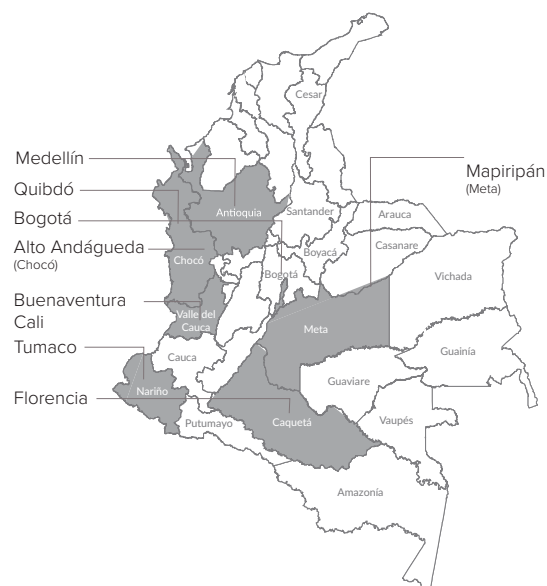 Cesar
Medellín
Mapiripán
(Meta)
Quibdó
Bogotá
Antioquia
Santander
Arauca
Alto Andágueda
(Chocó)
Chocó
Boyacá
Casanare
Bogotá
Vichada
Buenaventura
Cali
Valle del
Cauca
Meta
Tumaco
Cauca
Guainía
Guaviare
Florencia
Nariño
Putumayo
Caquetá
Vaupés
Amazonía